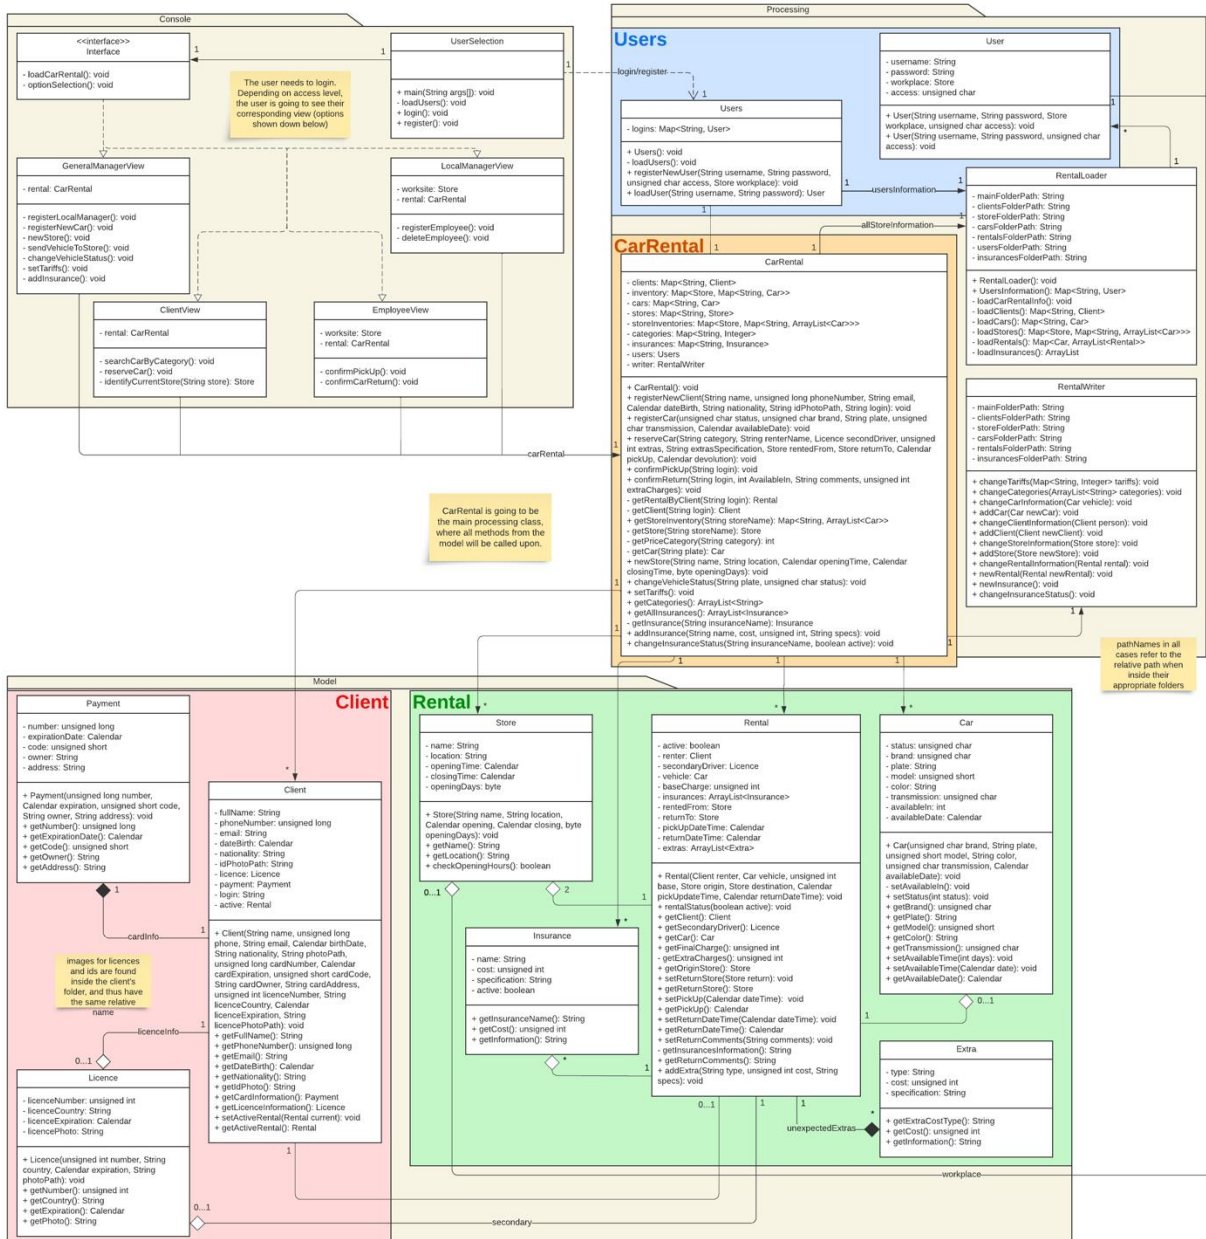 Console
<<interface>>
Interface
- loadCarRental(): void
- optionSelection(): void
1
1
UserSelection
+ main(String args[]): void
- loadUsers(): void
+ login(): void
+ register(): void
1
The user needs to login.
Depending on access level,
the user is going to see their
corresponding view (options
shown down below)
GeneralManagerView
- rental: CarRental
- registerLocalManager(): void
- registerNewCar(): void
- newStore(): void
- sendVehicleToStore(): void
- changeVehicleStatus(): void
- setTariffs(): void
- addInsurance(): void
LocalManagerView
- worksite: Store
- rental: CarRental
- registerEmployee(): void
- deleteEmployee(): void
ClientView
- rental: CarRental
- searchCarByCategory(): void
- reserveCar(): void
- identifyCurrentStore(String store): Store
EmployeeView
- worksite: Store
- rental: CarRental
- confirmPickUp(): void
- confirmCarReturn(): void
carRental
1
1
CarRental is going to be
the main processing class,
where all methods from the
model will be called upon.
Processing
Users
login/register
1
Users
- logins: Map<String, User>
+ Users(): void
- loadUsers(): void
+ registerNewUser(String username, String password,
unsigned char access, Store workplace): void
+ loadUser(String username, String password): User
1
1
usersInformation
1
User
- username: String
- password: String
- workplace: Store
- access: unsigned char
+ User(String username, String password, Store
workplace, unsigned char access): void
+ User(String username, String password, unsigned char
access): void
*
1
RentalLoader
- mainFolderPath: String
- clientsFolderPath: String
- storeFolderPath: String
- carsFolderPath: String
- rentalsFolderPath: String
- usersFolderPath: String
- insurancesFolderPath: String
+ RentalLoader(): void
+ UsersInformation(): Map<String, User>
- loadCarRentalInfo(): void
- loadClients(): Map<String, Client>
- loadCars(): Map<String, Car>
- loadStores(): Map<Store, Map<String, ArrayList<Car>>>
- loadRentals(): Map<Car, ArrayList<Rental>>
- loadInsurances(): ArrayList
allStoreInformation
1
1
1
CarRental
CarRental
- clients: Map<String, Client>
- inventory: Map<Store, Map<String, Car>>
- cars: Map<String, Car>
- stores: Map<String, Store>
- storeInventories: Map<Store, Map<String, ArrayList<Car>>>
- categories: Map<String, Integer>
- insurances: Map<String, Insurance>
- users: Users
- writer: RentalWriter
+ CarRental(): void
+ registerNewClient(String name, unsigned long phoneNumber, String email,
Calendar dateBirth, String nationality, String idPhotoPath, String login): void
+ registerCar(unsigned char status, unsigned char brand, String plate, unsigned
char transmission, Calendar availableDate): void
+ reserveCar(String category, String renterName, Licence secondDriver, unsigned
int extras, String extrasSpecification, Store rentedFrom, Store returnTo, Calendar
pickUp, Calendar devolution): void
+ confirmPickUp(String login): void
+ confirmReturn(String login, int AvailableIn, String comments, unsigned int
extraCharges): void
- getRentalByClient(String login): Rental
- getClient(String login): Client
+ getStoreInventory(String storeName): Map<String, ArrayList<Car>>
- getStore(String storeName): Store
- getPriceCategory(String category): int
- getCar(String plate): Car
+ newStore(String name, String location, Calendar openingTime, Calendar
closingTime, byte openingDays): void
+ changeVehicleStatus(String plate, unsigned char status): void
+ setTariffs(): void
+ getCategories(): ArrayList<String>
+ getAllInsurances(): ArrayList<Insurance>
- getInsurance(String insuranceName): Insurance
+ addInsurance(String name, cost, unsigned int, String specs): void
+ changeInsuranceStatus(String insuranceName, boolean active): void
1
1
1
1
1
1
RentalWriter
- mainFolderPath: String
- clientsFolderPath: String
- storeFolderPath: String
- carsFolderPath: String
- rentalsFolderPath: String
- insurancesFolderPath: String
+ changeTariffs(Map<String, Integer> tariffs): void
+ changeCategories(ArrayList<String> categories): void
+ changeCarInformation(Car vehicle): void
+ addCar(Car newCar): void
+ changeClientInformation(Client person): void
+ addClient(Client newClient): void
+ changeStoreInformation(Store store): void
+ addStore(Store newStore): void
+ changeRentalInformation(Rental rental): void
+ newRental(Rental newRental): void
+ newInsurance(): void
+ changeInsuranceStatus(): void
1
pathNames in all
cases refer to the
relative path when
inside their
appropriate folders
Model
Client
Payment
- number: unsigned long
- expirationDate: Calendar
- code: unsigned short
- owner: String
- address: String
+ Payment(unsigned long number,
Calendar expiration, unsigned short code,
String owner, String address): void
+ getNumber(): unsigned long
+ getExpirationDate(): Calendar
+ getCode(): unsigned short
+ getOwner(): String
+ getAddress(): String
1
cardInfo
1
images for licences
and ids are found
inside the client's
folder, and thus have
the same relative
name
licenceInfo
1
0...1
Licence
- licenceNumber: unsigned int
- licenceCountry: String
- licenceExpiration: Calendar
- licencePhoto: String
+ Licence(unsigned int number, String
country, Calendar expiration, String
photoPath): void
+ getNumber(): unsigned int
+ getCountry(): String
+ getExpiration(): Calendar
+ getPhoto(): String
0...1
*
Client
- fullName: String
- phoneNumber: unsigned long
- email: String
- dateBirth: Calendar
- nationality: String
- idPhotoPath: String
- licence: Licence
- payment: Payment
- login: String
- active: Rental
+ Client(String name, unsigned long
phone, String email, Calendar birthDate,
String nationality, String photoPath,
unsigned long cardNumber, Calendar
cardExpiration, unsigned short cardCode,
String cardOwner, String cardAddress,
unsigned int licenceNumber, String
licenceCountry, Calendar
licenceExpiration, String
licencePhotoPath): void
+ getFullName(): String
+ getPhoneNumber(): unsigned long
+ getEmail(): String
+ getDateBirth(): Calendar
+ getNationality(): String
+ getIdPhoto(): String
+ getCardInformation(): Payment
+ getLicenceInformation(): Licence
+ setActiveRental(Rental current): void
+ getActiveRental(): Rental
1
secondary
Rental
*
Store
- name: String
- location: String
- openingTime: Calendar
- closingTime: Calendar
- openingDays: byte
+ Store(String name, String location,
Calendar opening, Calendar closing, byte
openingDays): void
+ getName(): String
+ getLocation(): String
+ checkOpeningHours(): boolean
0...1
2
1
*
Insurance
- name: String
- cost: unsigned int
- specification: String
- active: boolean
+ getInsuranceName(): String
+ getCost(): unsigned int
+ getInformation(): String
*
1
*
Rental
- active: boolean
- renter: Client
- secondaryDriver: Licence
- vehicle: Car
- baseCharge: unsigned int
- insurances: ArrayList<Insurance>
- rentedFrom: Store
- returnTo: Store
- pickUpDateTime: Calendar
- returnDateTime: Calendar
- extras: ArrayList<Extra>
+ Rental(Client renter, Car vehicle, unsigned int
base, Store origin, Store destination, Calendar
pickUpdateTime, Calendar returnDateTime): void
+ rentalStatus(boolean active): void
+ getClient(): Client
+ getSecondaryDriver(): Licence
+ getCar(): Car
+ getFinalCharge(): unsigned int
- getExtraCharges(): unsigned int
+ getOriginStore(): Store
+ setReturnStore(Store return): void
+ getReturnStore(): Store
+ setPickUp(Calendar dateTime): void
+ getPickUp(): Calendar
+ setReturnDateTime(Calendar dateTime): void
+ getReturnDateTime(): Calendar
+ setReturnComments(String comments): void
- getInsurancesInformation(): String
+ getReturnComments(): String
+ addExtra(String type, unsigned int cost, String
specs): void
0...1
1
1
unexpectedExtras
*
Car
- status: unsigned char
- brand: unsigned char
- plate: String
- model: unsigned short
- color: String
- transmission: unsigned char
- availableIn: int
- availableDate: Calendar
+ Car(unsigned char brand, String plate,
unsigned short model, String color,
unsigned char transmission, Calendar
availableDate): void
- setAvailableIn(): void
+ setStatus(int status): void
+ getBrand(): unsigned char
+ getPlate(): String
+ getModel(): unsigned short
+ getColor(): String
+ getTransmission(): unsigned char
+ setAvailableTime(int days): void
+ setAvailableTime(Calendar date): void
+ getAvailableDate(): Calendar
*
0...1
1
Extra
- type: String
- cost: unsigned int
- specification: String
+ getExtraCostType(): String
+ getCost(): unsigned int
+ getInformation(): String
workplace